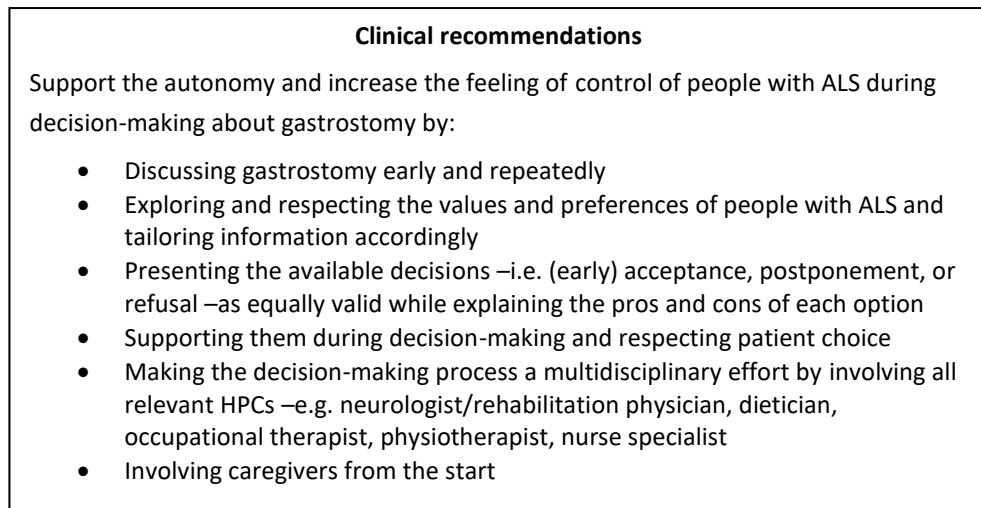 Clinical recommendations
Support the autonomy and increase the feeling of control of people with ALS during
decision-making about gastrostomy by:
• Discussing gastrostomy early and repeatedly
• Exploring and respecting the values and preferences of people with ALS and
tailoring information accordingly
• Presenting the available decisions –i.e. (early) acceptance, postponement, or
refusal –as equally valid while explaining the pros and cons of each option
• Supporting them during decision-making and respecting patient choice
• Making the decision-making process a multidisciplinary effort by involving all
relevant HPCs –e.g. neurologist/rehabilitation physician, dietician,
occupational therapist, physiotherapist, nurse specialist
• Involving caregivers from the start